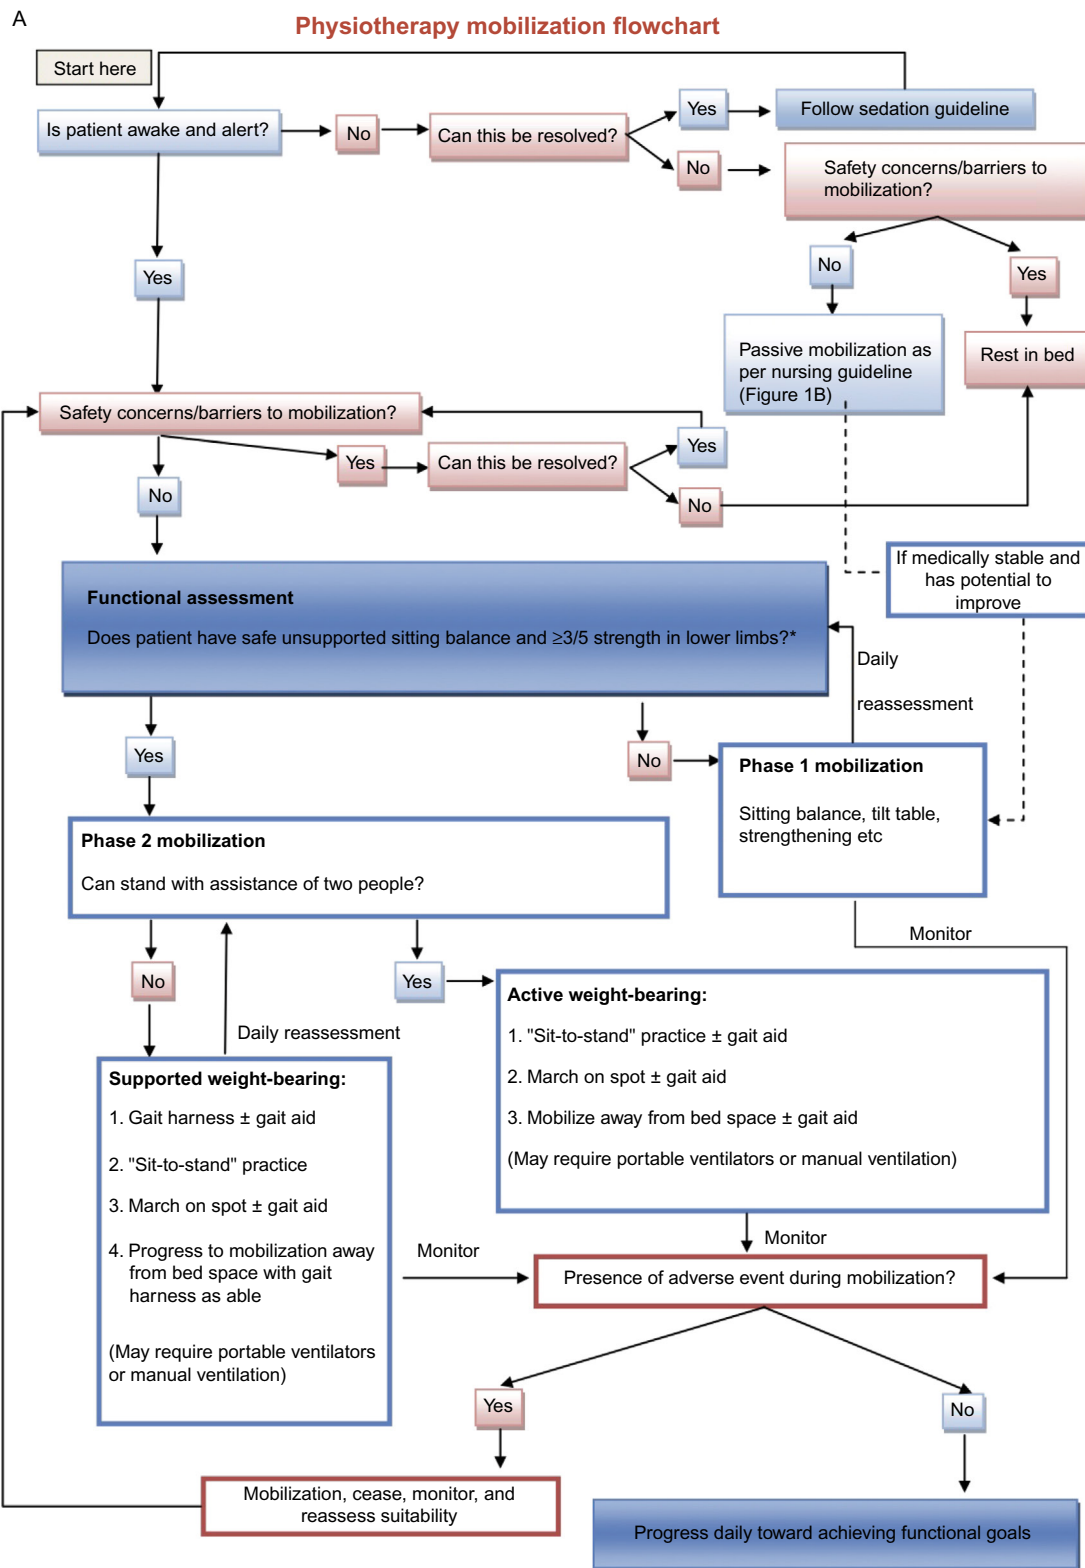 A
Physiotherapy mobilization flowchart
Start here
Is patient awake and alert?
No
Can this be resolved?
Yes
Follow sedation guideline
No
Safety concerns/barriers to
mobilization?
No
Yes
Yes
Passive mobilization as
per nursing guideline
(Figure 1B)
Rest in bed
Safety concerns/barriers to mobilization?
Yes
Can this be resolved?
Yes
No
No
If medically stable and
has potential to
improve
Functional assessment
Does patient have safe unsupported sitting balance and ≥3/5 strength in lower limbs?*
Daily
reassessment
Yes
No
Phase 1 mobilization
Sitting balance, tilt table,
strengthening etc
Phase 2 mobilization
Can stand with assistance of two people?
Monitor
No
Yes
Daily reassessment
Active weight-bearing:
1. "Sit-to-stand" practice ± gait aid
2. March on spot ± gait aid
3. Mobilize away from bed space ± gait aid
(May require portable ventilators or manual ventilation)
Supported weight-bearing:
1. Gait harness ± gait aid
2. "Sit-to-stand" practice
3. March on spot ± gait aid
4. Progress to mobilization away
from bed space with gait
harness as able
(May require portable ventilators
or manual ventilation)
Monitor
Monitor
Presence of adverse event during mobilization?
Yes
No
Mobilization, cease, monitor, and
reassess suitability
Progress daily toward achieving functional goals